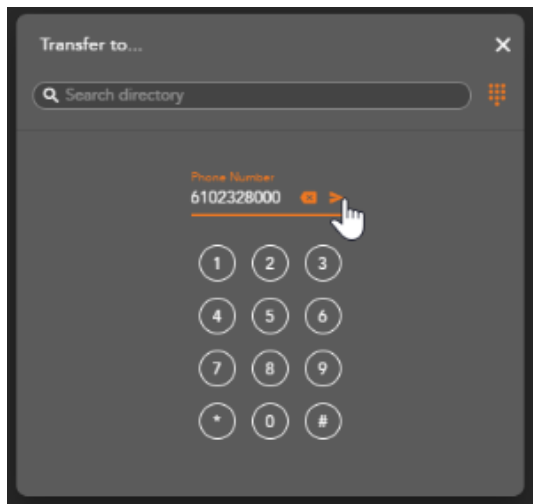 Transfer to...
Search directory
Phone Number
6102328000
1 2 3
4 5 6
7 8 9
* 0 #